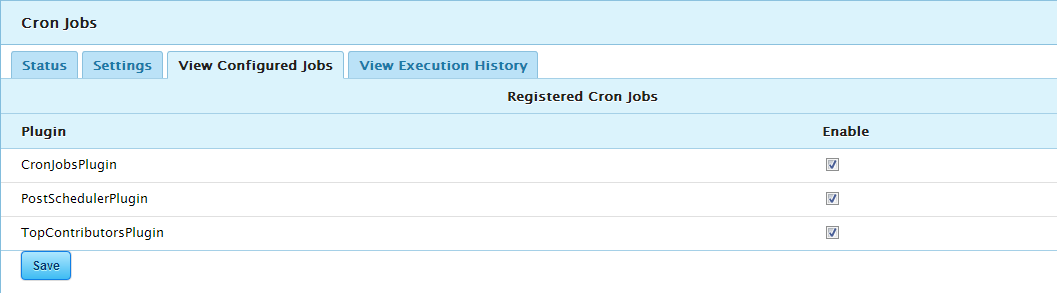 Cron Jobs
Status Settings View Configured Jobs View Execution History
Registered Cron Jobs
Plugin Enable
CronJobsPlugin
PostSchedulerPlugin
TopContributorsPlugin
Save